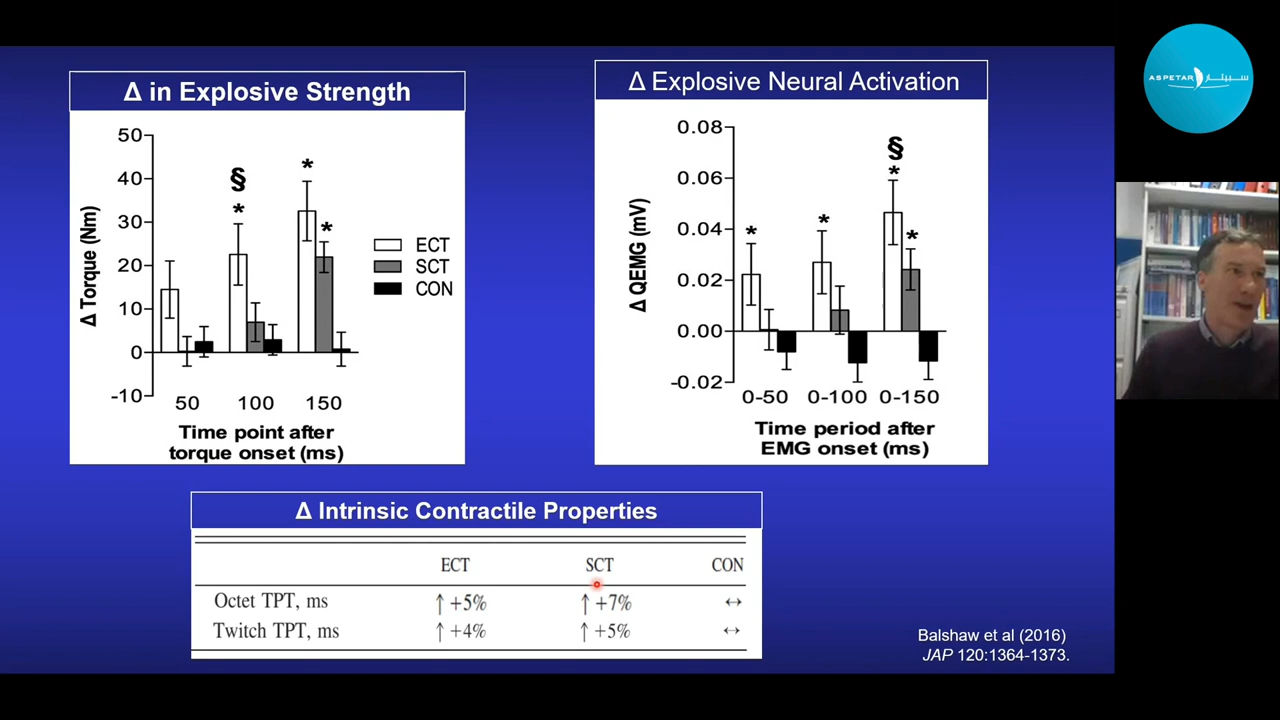 Δ in Explosive Strength
50
40
30
20
10
0
-10
Δ Torque (Nm)
§
*
*
*
ECT
SCT
CON
50 100 150
Time point after
torque onset (ms)
Δ Explosive Neural Activation
0.08
0.06
0.04
0.02
0.00
-0.02
Δ QEMG (mV)
*
*
§
*
*
0-50 0-100 0-150
Time period after
EMG onset (ms)
Δ Intrinsic Contractile Properties
ECT SCT CON
Octet TPT, ms ↑ +5% ↑ +7% ↔
Twitch TPT, ms ↑ +4% ↑ +5% ↔
Balshaw et al (2016)
JAP 120:1364-1373.
ASPETAR سبيتار